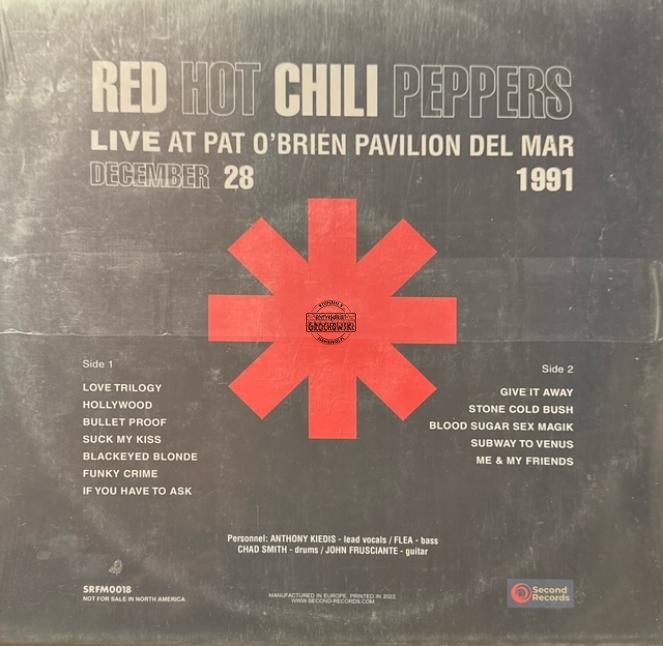 RED HOT CHILI PEPPERS
LIVE AT PAT O'BRIEN PAVILION DEL MAR
DECEMBER 28 1991
GROCHOWSKI
Side 1
LOVE TRILOGY
HOLLYWOOD
BULLET PROOF
SUCK MY KISS
BLACKEYED BLONDE
FUNKY CRIME
IF YOU HAVE TO ASK
Side 2
GIVE IT AWAY
STONE COLD BUSH
BLOOD SUGAR SEX MAGIK
SUBWAY TO VENUS
ME & MY FRIENDS
Personnel: ANTHONY KIEDIS - lead vocals / FLEA - bass
CHAD SMITH - drums / JOHN FRUSCIANTE - guitar
SRFM0018
NOT FOR SALE IN NORTH AMERICA
MANUFACTURED IN EUROPE. PRINTED IN 2022
WWW.SECOND-RECORDS.COM
Second
Records